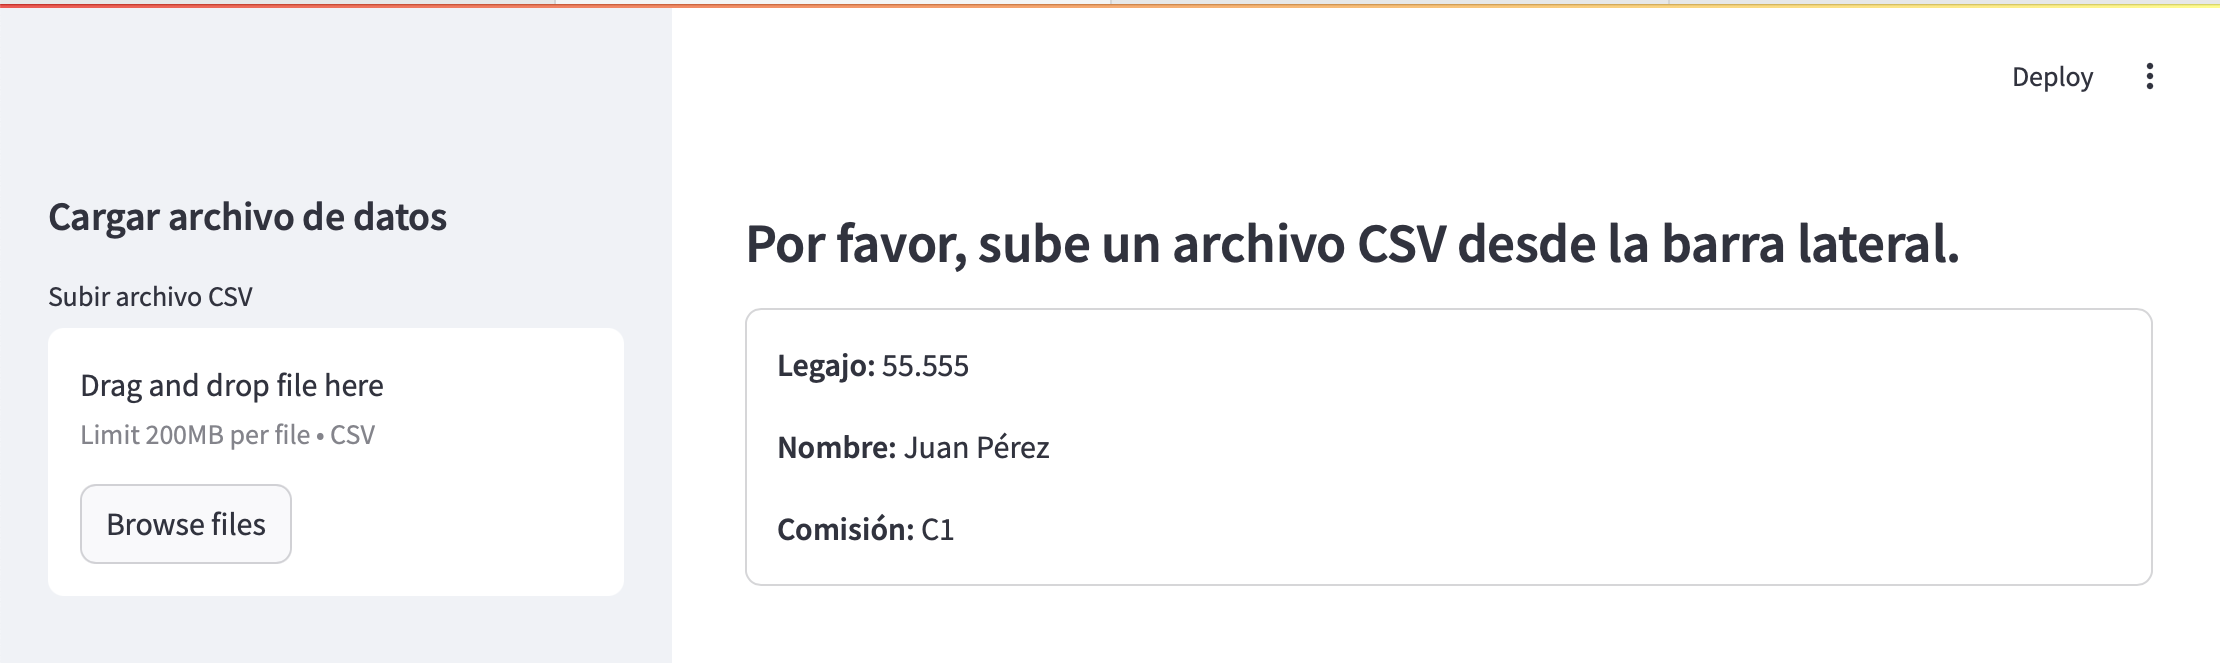 Deploy
Cargar archivo de datos
Subir archivo CSV
Drag and drop file here
Limit 200MB per file • CSV
Browse files
Por favor, sube un archivo CSV desde la barra lateral.
Legajo: 55.555
Nombre: Juan Pérez
Comisión: C1